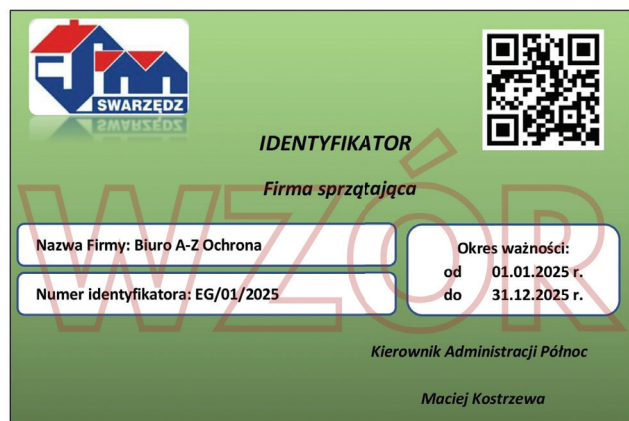 SM
SWARZĘDZ
IDENTYFIKATOR
Firma sprzątająca
WZÓR
Nazwa Firmy: Biuro A-Z Ochrona
Numer identyfikatora: EG/01/2025
Okres ważności:
od 01.01.2025 r.
do 31.12.2025 r.
Kierownik Administracji Północ
Maciej Kostrzewa